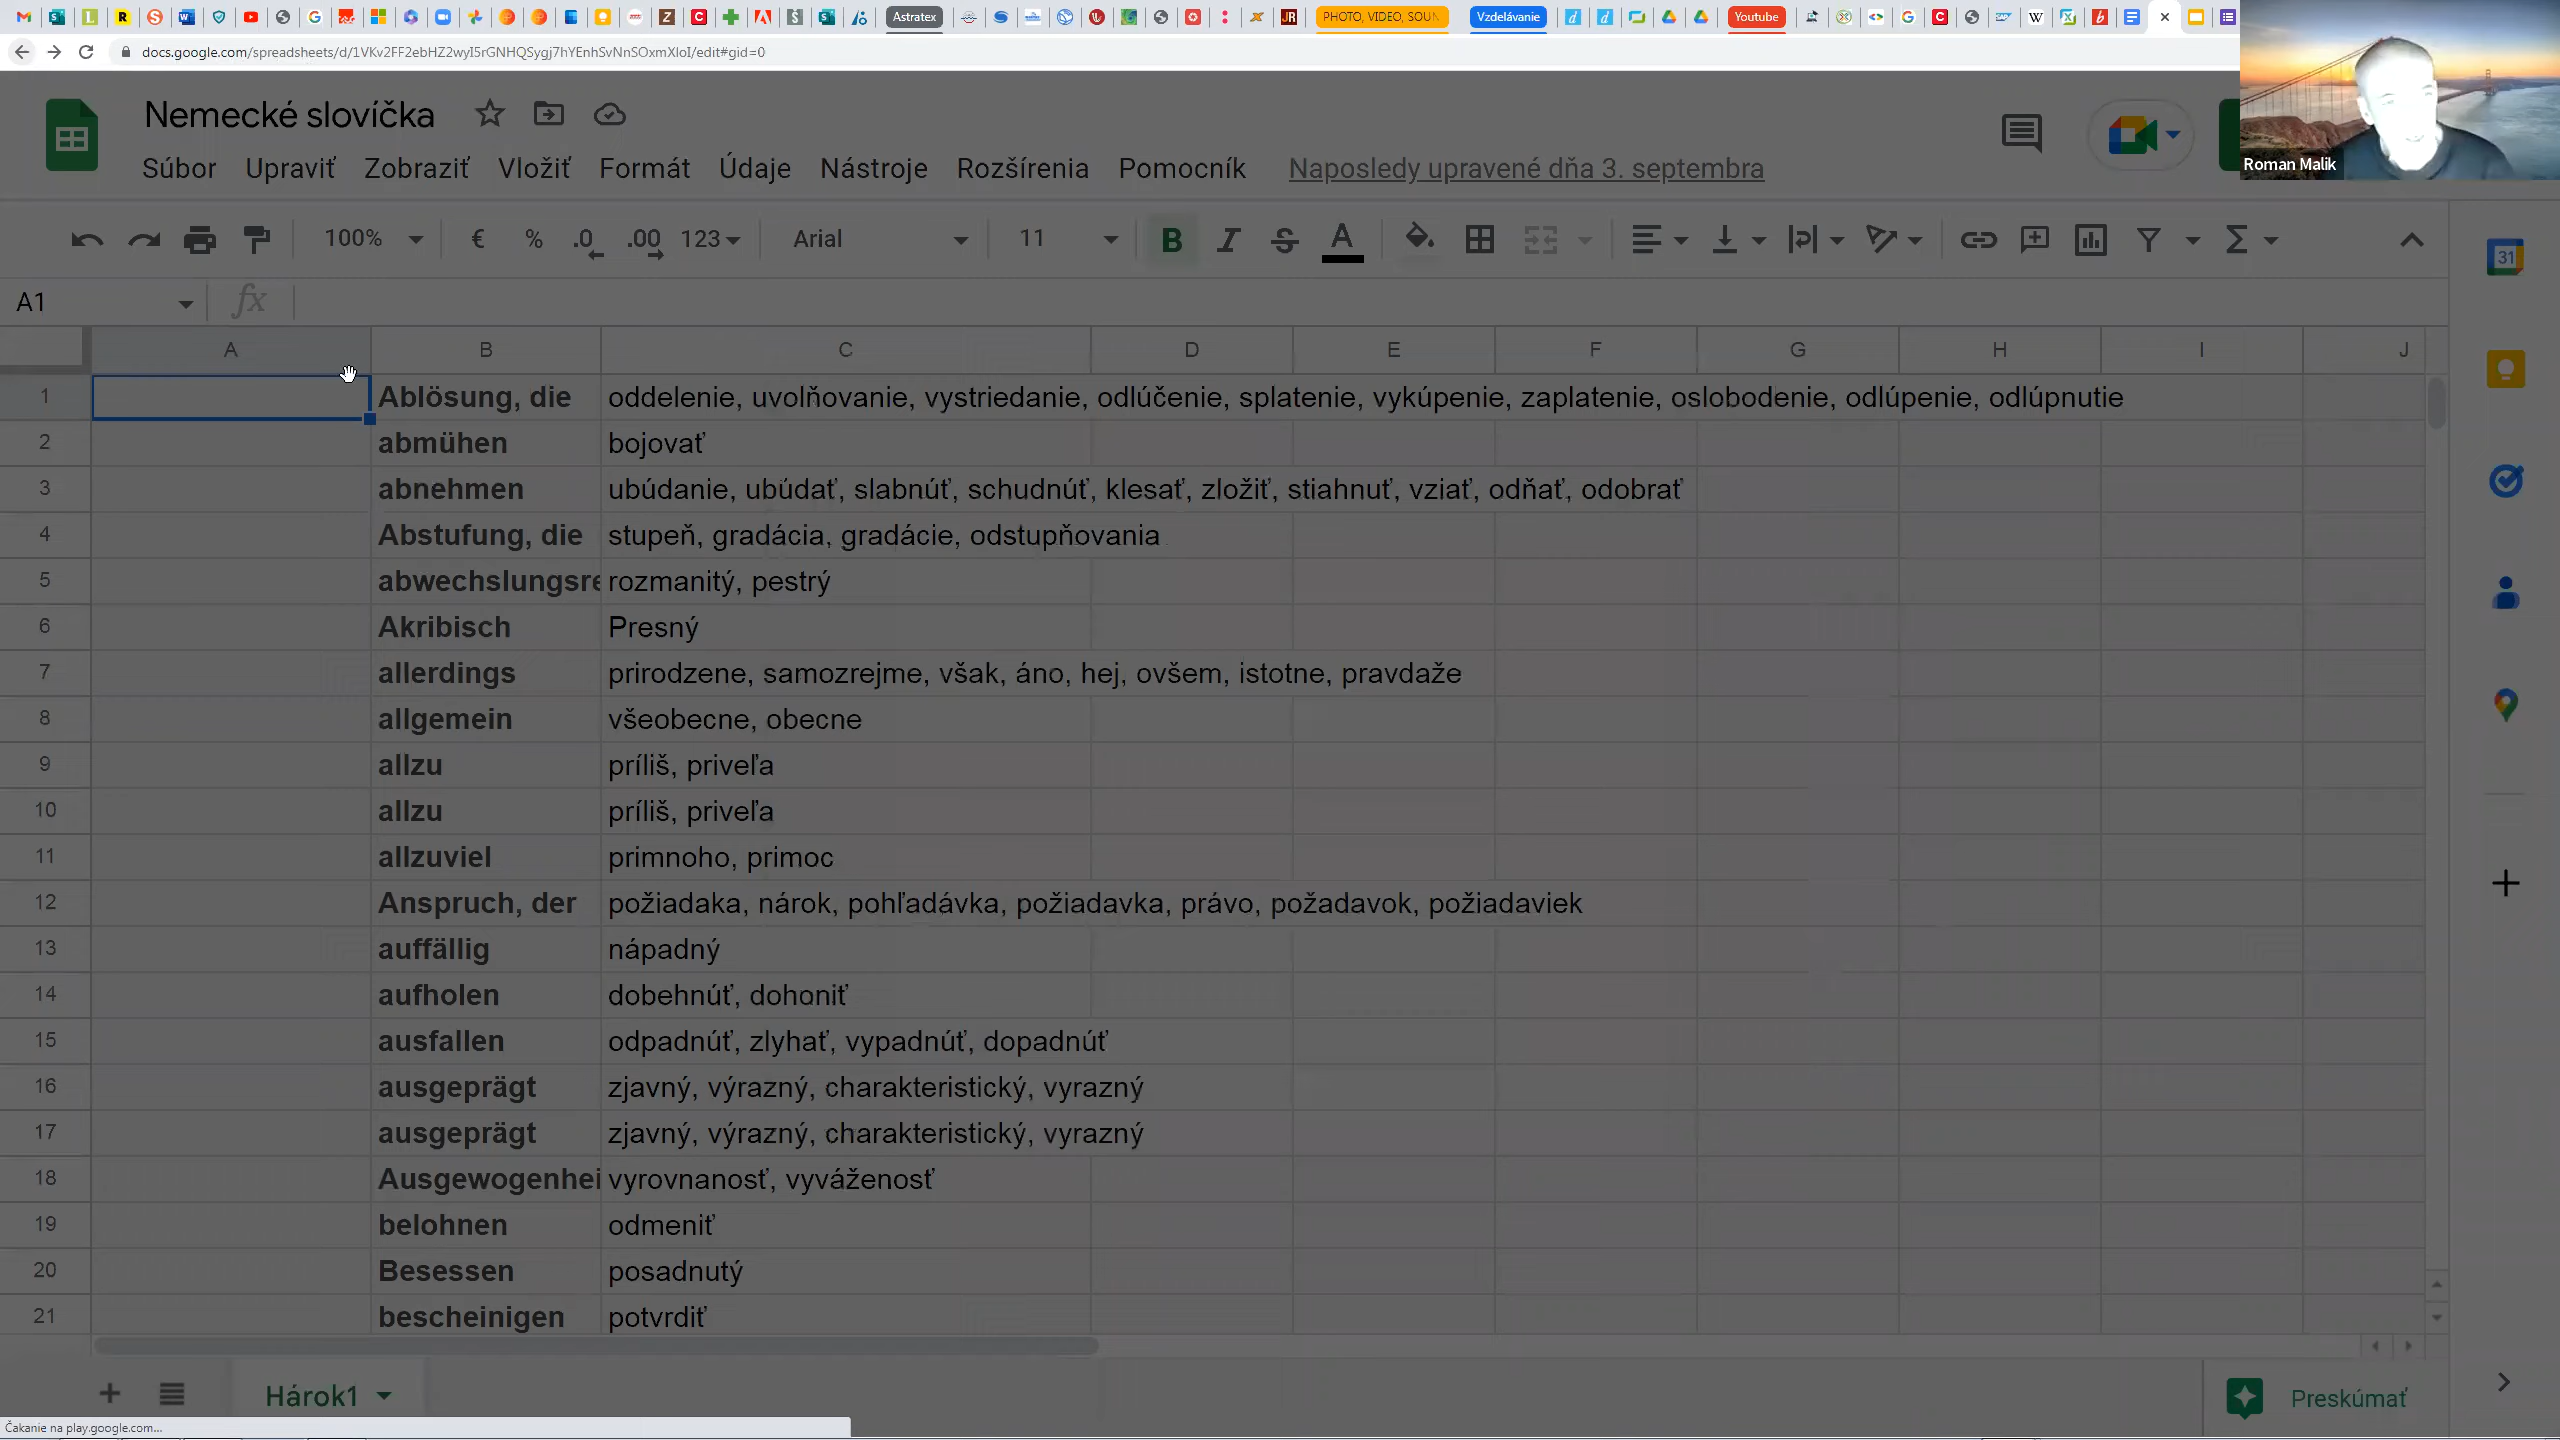 Astratex
PHOTO, VIDEO, SOUN
Vzdelávanie
Youtube
docs.google.com/spreadsheets/d/1VKv2FF2ebHZ2wyI5rGNHQSygj7hYEnhSvNnSOxmXloI/edit#gid=0
Roman Malik
Nemecké slovíčka
Súbor Upraviť Zobraziť Vložiť Formát Údaje Nástroje Rozšírenia Pomocník Naposledy upravené dňa 3. septembra
100% € % .0 .00 123 Arial 11 B I S A Σ 31
A1 fx
A B C D E F G H I J
1 Ablösung, die oddelenie, uvolňovanie, vystriedanie, odlúčenie, splatenie, vykúpenie, zaplatenie, oslobodenie, odlúpenie, odlúpnutie
2 abmühen bojovať
3 abnehmen ubúdanie, ubúdať, slabnúť, schudnúť, klesať, zložiť, stiahnuť, vziať, odňať, odobrať
4 Abstufung, die stupeň, gradácia, gradácie, odstupňovania
5 abwechslungsre rozmanitý, pestrý
6 Akribisch Presný
7 allerdings prirodzene, samozrejme, však, áno, hej, ovšem, istotne, pravdaže
8 allgemein všeobecne, obecne
9 allzu príliš, priveľa
10 allzu príliš, priveľa
11 allzuviel primnoho, primoc
12 Anspruch, der požiadaka, nárok, pohľadávka, požiadavka, právo, požadavok, požiadaviek
13 auffällig nápadný
14 aufholen dobehnúť, dohoniť
15 ausfallen odpadnúť, zlyhať, vypadnúť, dopadnúť
16 ausgeprägt zjavný, výrazný, charakteristický, vyrazný
17 ausgeprägt zjavný, výrazný, charakteristický, vyrazný
18 Ausgewogenhei vyrovnanosť, vyváženosť
19 belohnen odmeniť
20 Besessen posadnutý
21 bescheinigen potvrdiť
Hárok1
Preskúmať
Čakanie na play.google.com...